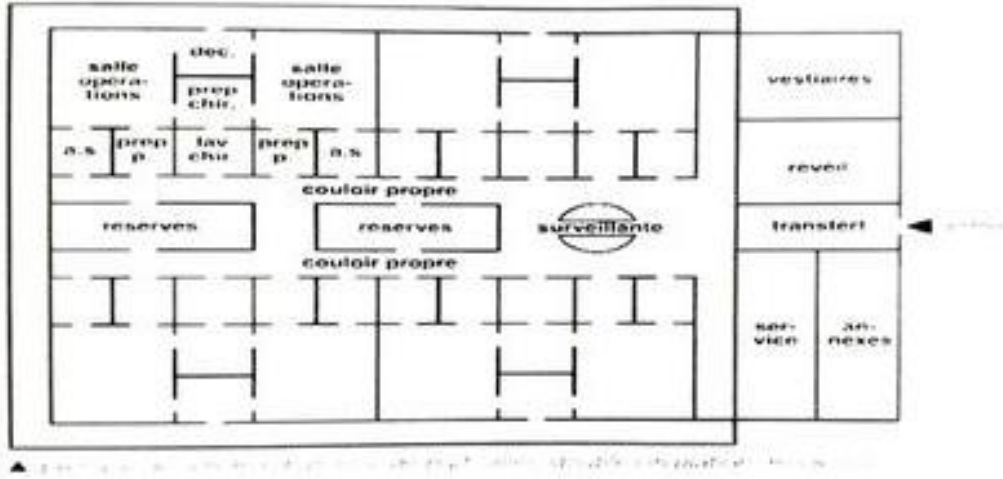 salle
opera-
tions
dec.
prep
chir.
salle
opera-
tions
vestiaires
a.s
prep
p.
lav
chir
prep
p.
a.s
reveil
couloir propre
reserves
reserves
surveillante
transfert
couloir propre
ser-
vice
an-
nexes